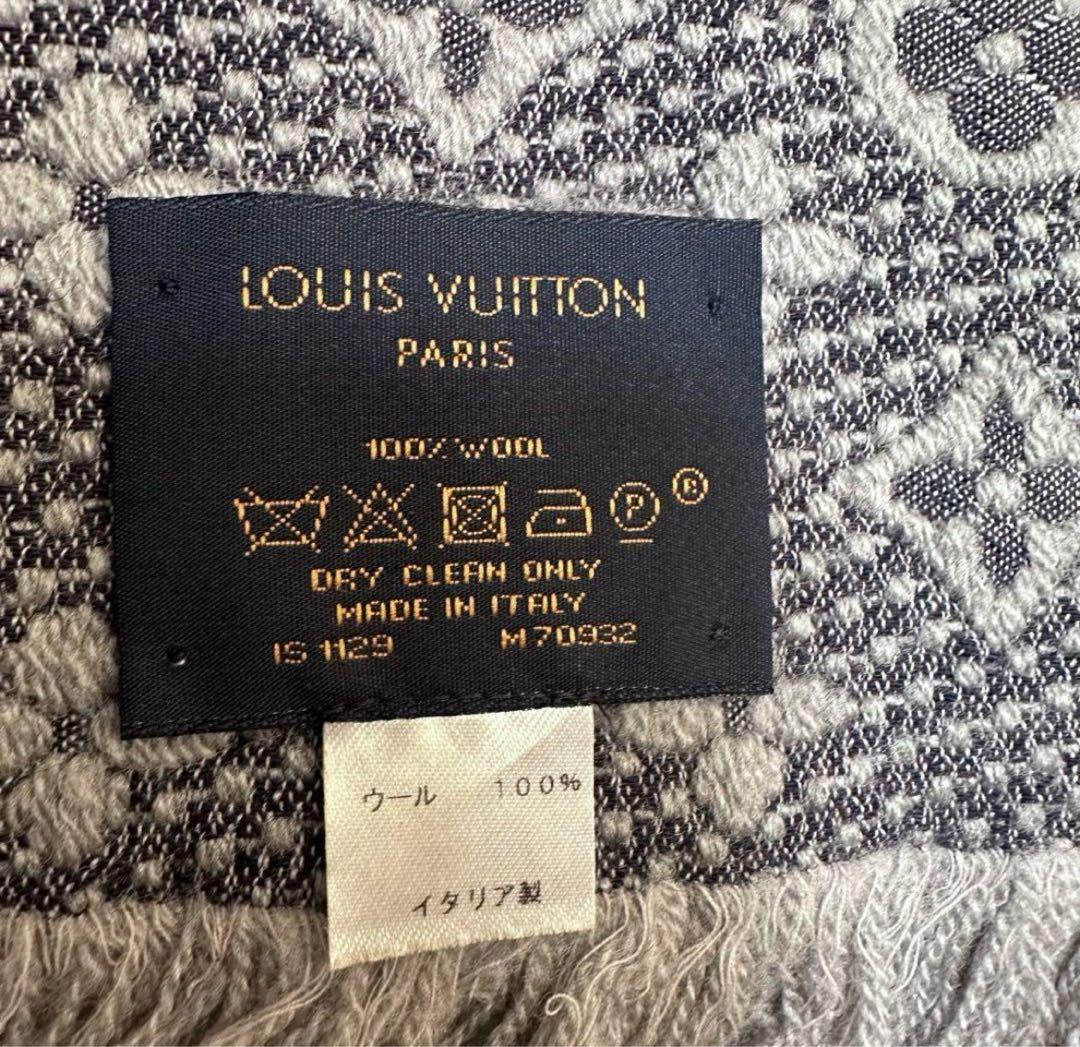 LOUIS VUITTON
PARIS
100% WOOL
P
DRY CLEAN ONLY
MADE IN ITALY
IS 1129 M70932
ウール 100%
イタリア製